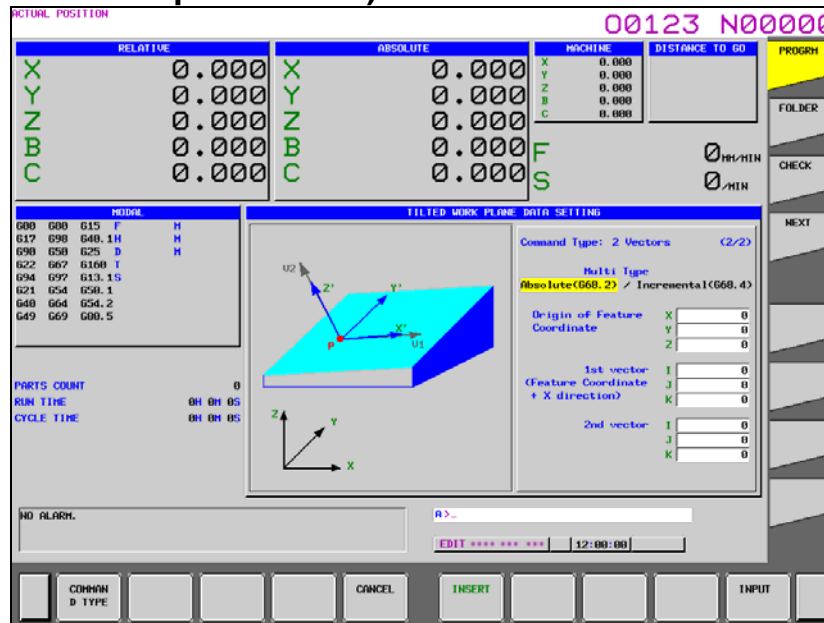 ACTUAL POSITION
O0123 N0000
RELATIVE
X 0.000
Y 0.000
Z 0.000
B 0.000
C 0.000
ABSOLUTE
X 0.000
Y 0.000
Z 0.000
B 0.000
C 0.000
MACHINE
X 0.000
Y 0.000
Z 0.000
B 0.000
C 0.000
DISTANCE TO GO
F 0 MM/MIN
S 0 /MIN
PROGRM
FOLDER
CHECK
NEXT
MODAL
G00 G80 G15 F M
G17 G98 G40.1 H M
G90 G50 G25 D M
G22 G67 G160 T
G94 G97 G13.1 S
G21 G54 G50.1
G40 G64 G54.2
G49 G69 G80.5
PARTS COUNT 0
RUN TIME 0H 0M 0S
CYCLE TIME 0H 0M 0S
TILTED WORK PLANE DATA SETTING
U2
Z'
Y'
X'
P
U1
Z
Y
X
Command Type: 2 Vectors (2/2)
Multi Type
Absolute(G68.2) / Incremental(G68.4)
Origin of Feature X 0
Coordinate Y 0
Z 0
1st vector I 0
(Feature Coordinate J 0
+ X direction) K 0
2nd vector I 0
J 0
K 0
NO ALARM.
A>_
EDIT **** *** *** 12:00:00
COMMAN
D TYPE
CANCEL
INSERT
INPUT